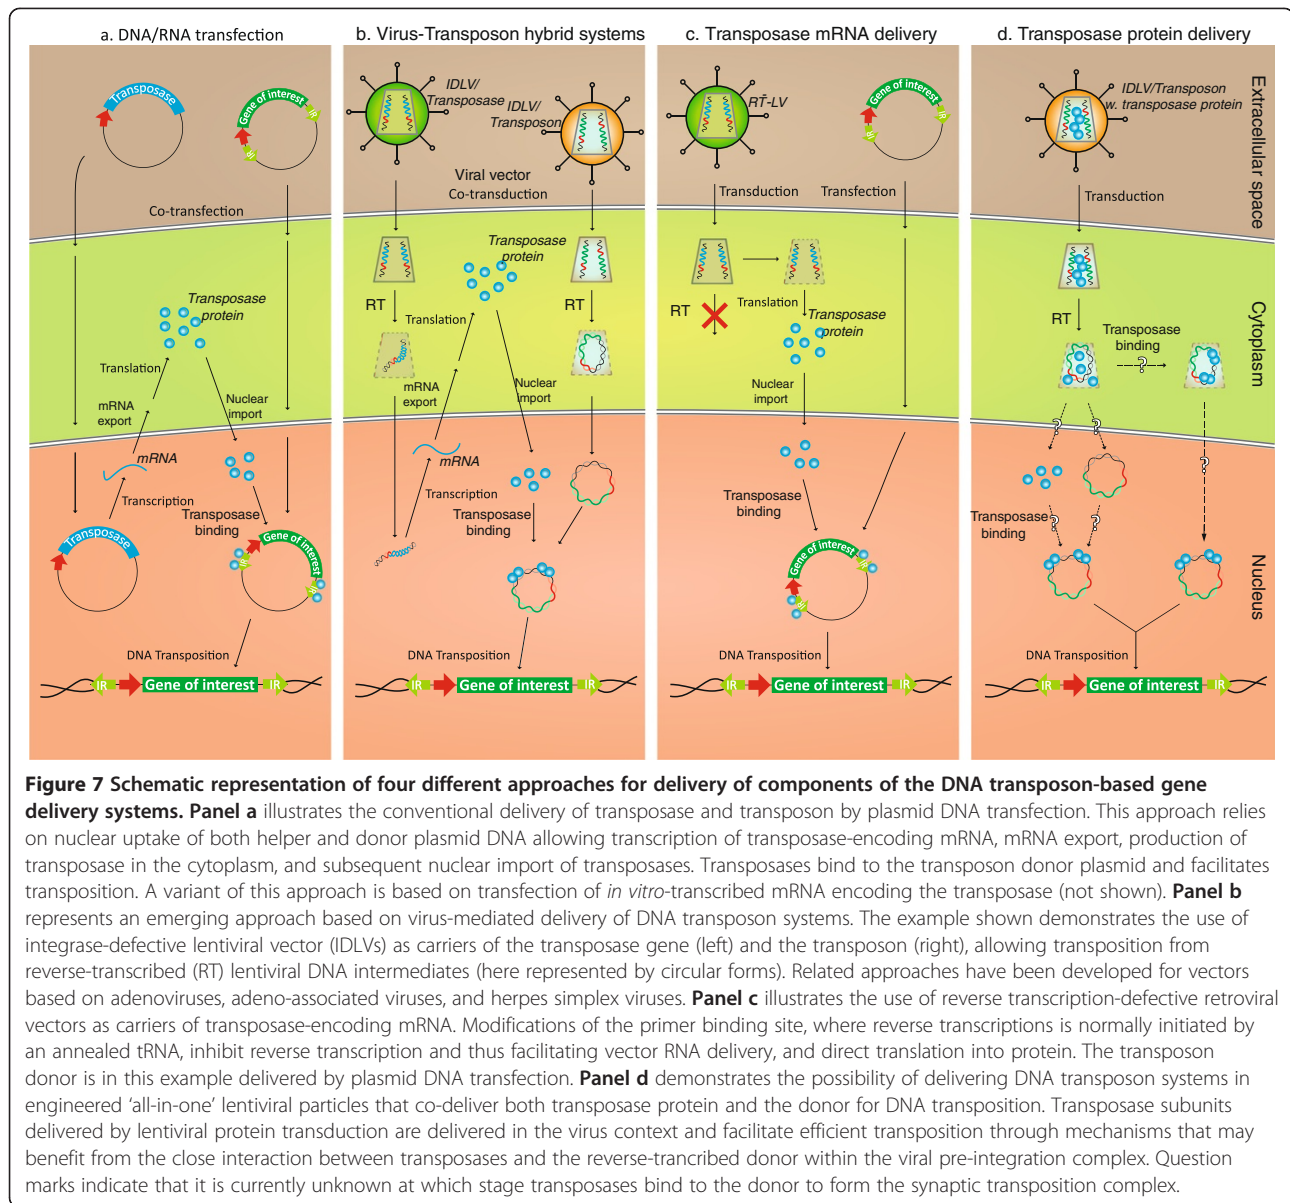 a. DNA/RNA transfection
Transposase
Gene of interest
IR
IR
Co-transfection
Transposase
protein
Translation
mRNA
export
Nuclear
import
mRNA
Transcription
Transposase
binding
Transposase
Gene of interest
IR
IR
DNA Transposition
IR
Gene of interest
IR
b. Virus-Transposon hybrid systems
IDLV/
Transposase
IDLV/
Transposon
Viral vector
Co-transduction
Transposase
protein
RT
RT
Translation
mRNA
export
Nuclear
import
mRNA
Transcription
Transposase
binding
DNA Transposition
IR
Gene of interest
IR
c. Transposase mRNA delivery
RT̄-LV
Gene of interest
IR
IR
Transduction
Transfection
RT
Translation
Transposase
protein
Nuclear
import
Transposase
binding
Gene of interest
IR
IR
DNA Transposition
IR
Gene of interest
IR
d. Transposase protein delivery
IDLV/Transposon
w. transposase protein
Transduction
RT
Transposase
binding
?
?
?
?
Transposase
binding
?
?
DNA Transposition
IR
Gene of interest
IR
Extracellular space
Cytoplasm
Nucleus
Figure 7 Schematic representation of four different approaches for delivery of components of the DNA transposon-based gene
delivery systems. Panel a illustrates the conventional delivery of transposase and transposon by plasmid DNA transfection. This approach relies
on nuclear uptake of both helper and donor plasmid DNA allowing transcription of transposase-encoding mRNA, mRNA export, production of
transposase in the cytoplasm, and subsequent nuclear import of transposases. Transposases bind to the transposon donor plasmid and facilitates
transposition. A variant of this approach is based on transfection of in vitro-transcribed mRNA encoding the transposase (not shown). Panel b
represents an emerging approach based on virus-mediated delivery of DNA transposon systems. The example shown demonstrates the use of
integrase-defective lentiviral vector (IDLVs) as carriers of the transposase gene (left) and the transposon (right), allowing transposition from
reverse-transcribed (RT) lentiviral DNA intermediates (here represented by circular forms). Related approaches have been developed for vectors
based on adenoviruses, adeno-associated viruses, and herpes simplex viruses. Panel c illustrates the use of reverse transcription-defective retroviral
vectors as carriers of transposase-encoding mRNA. Modifications of the primer binding site, where reverse transcriptions is normally initiated by
an annealed tRNA, inhibit reverse transcription and thus facilitating vector RNA delivery, and direct translation into protein. The transposon
donor is in this example delivered by plasmid DNA transfection. Panel d demonstrates the possibility of delivering DNA transposon systems in
engineered ‘all-in-one’ lentiviral particles that co-deliver both transposase protein and the donor for DNA transposition. Transposase subunits
delivered by lentiviral protein transduction are delivered in the virus context and facilitate efficient transposition through mechanisms that may
benefit from the close interaction between transposases and the reverse-trancribed donor within the viral pre-integration complex. Question
marks indicate that it is currently unknown at which stage transposases bind to the donor to form the synaptic transposition complex.